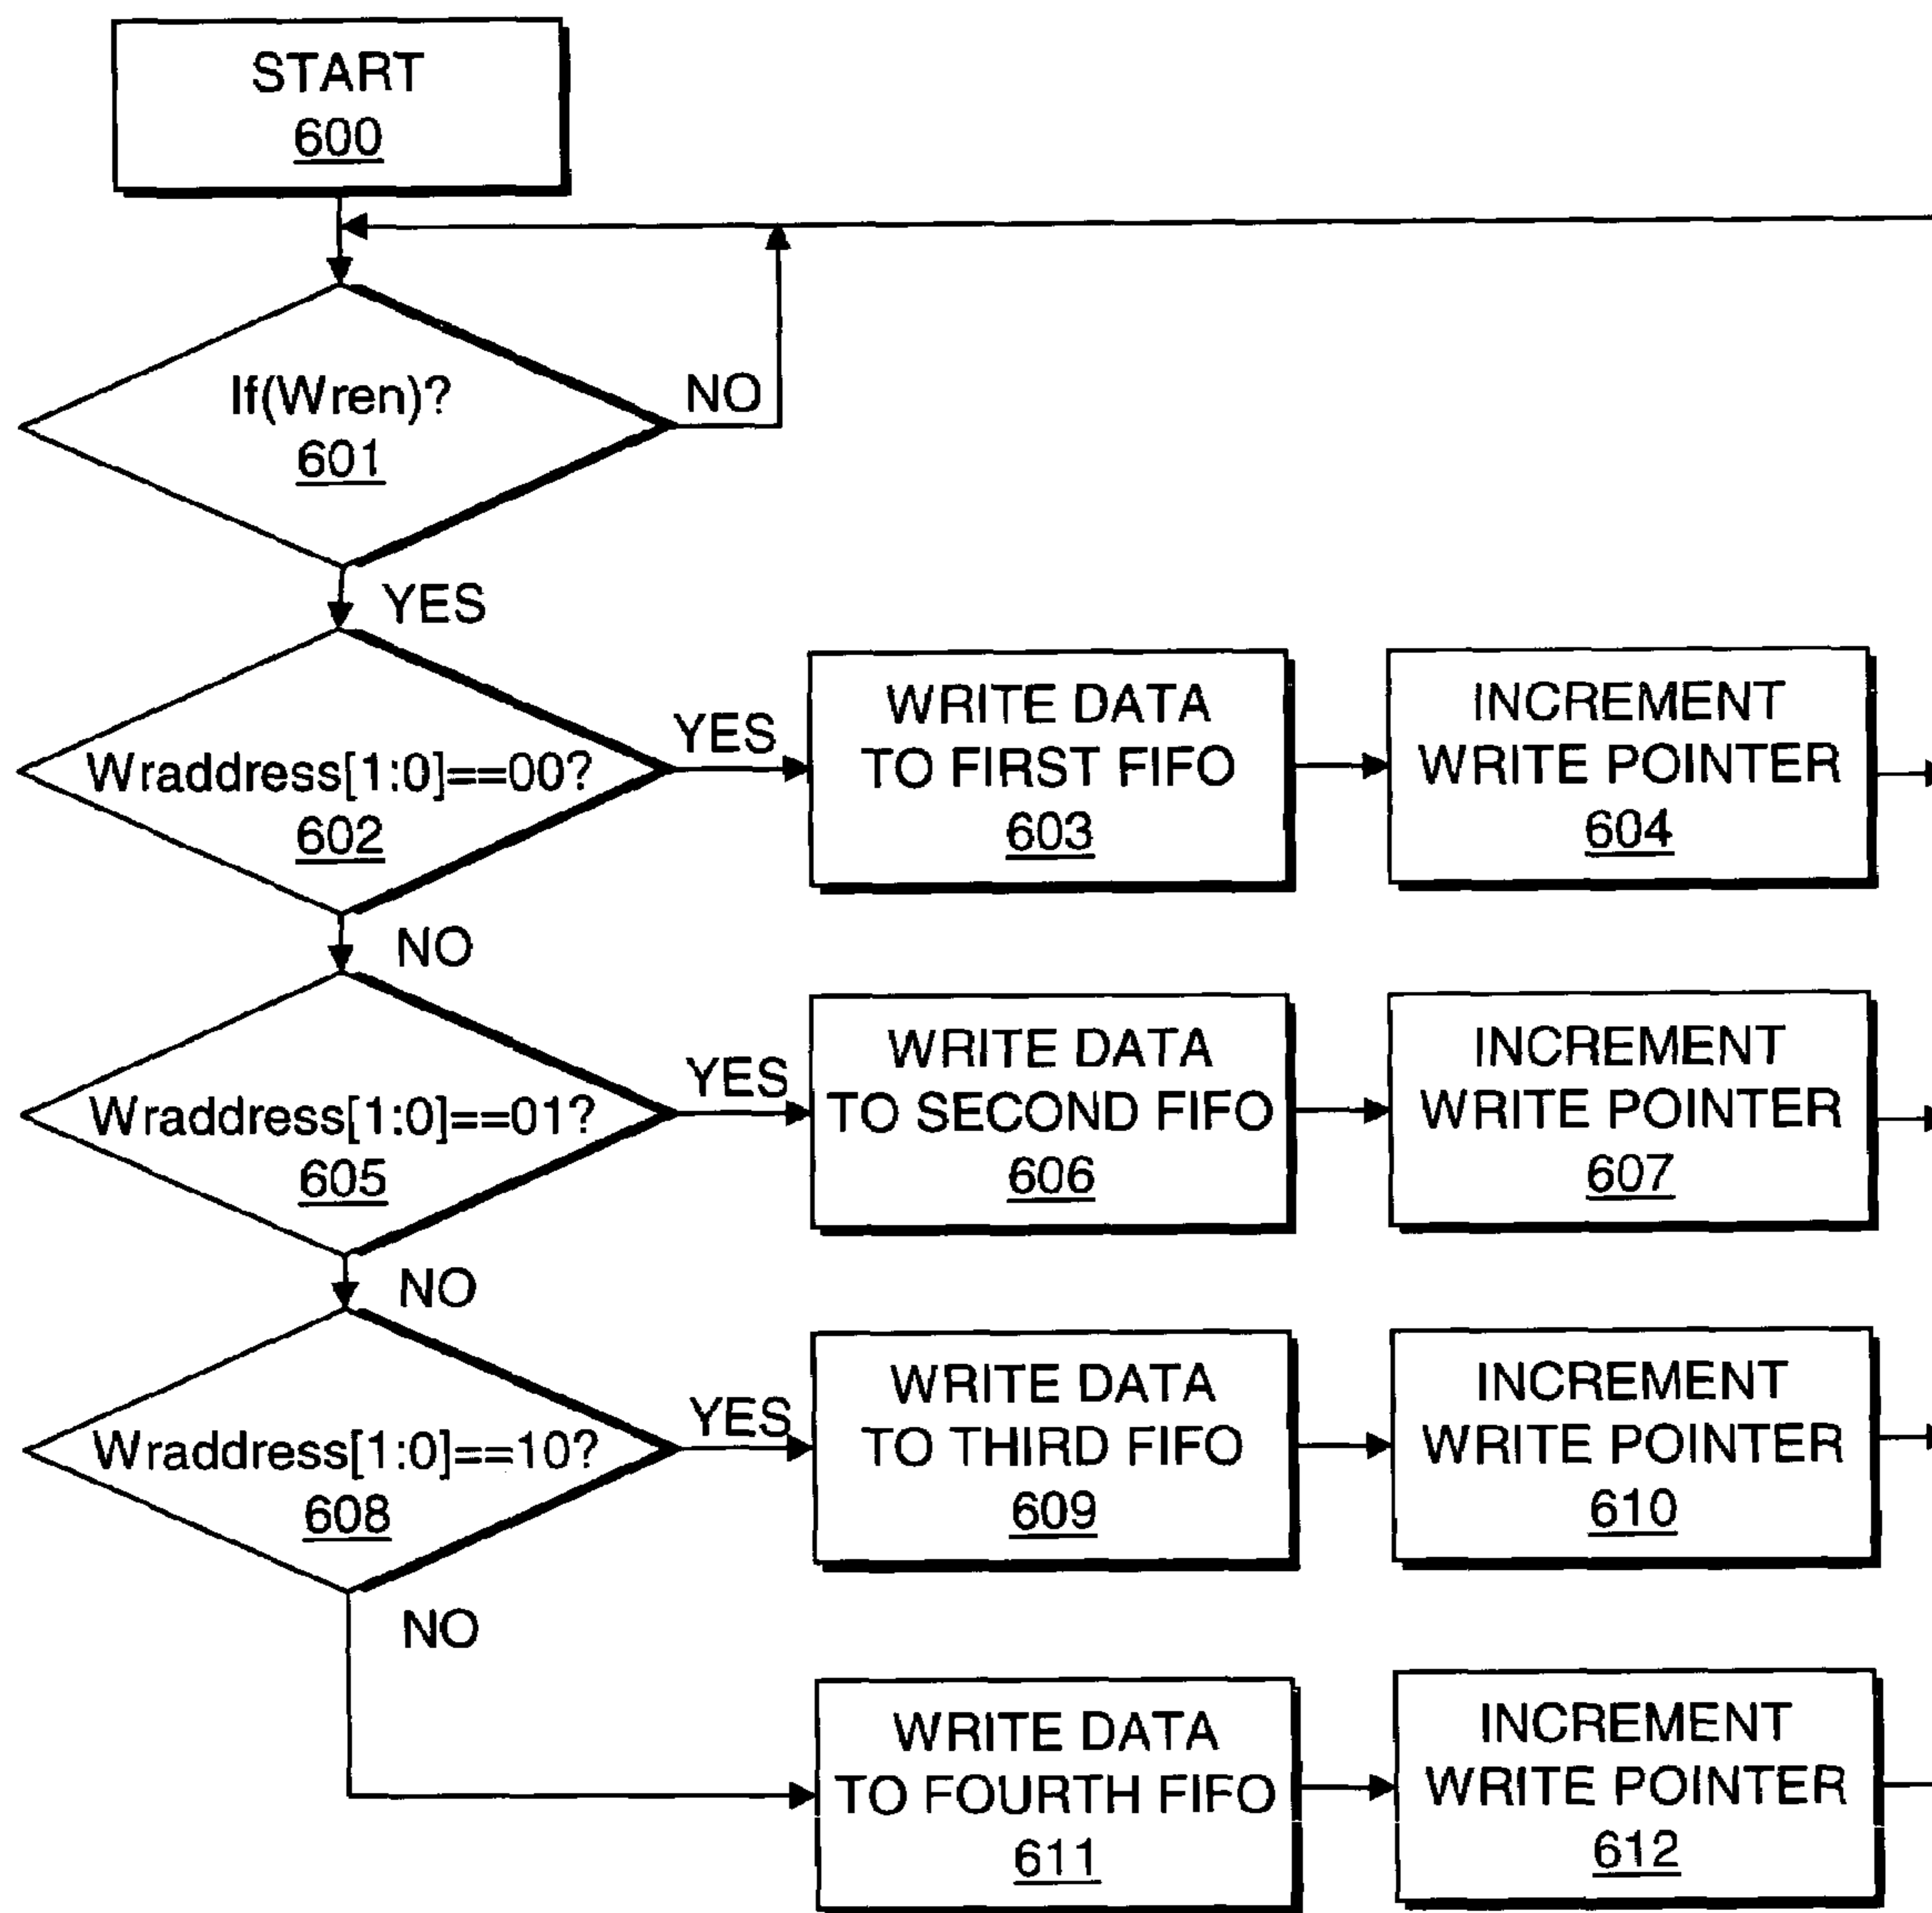 START
600
If(Wren)?
601
NO
YES
Wraddress[1:0]==00?
602
YES
WRITE DATA
TO FIRST FIFO
603
INCREMENT
WRITE POINTER
604
NO
Wraddress[1:0]==01?
605
YES
WRITE DATA
TO SECOND FIFO
606
INCREMENT
WRITE POINTER
607
NO
Wraddress[1:0]==10?
608
YES
WRITE DATA
TO THIRD FIFO
609
INCREMENT
WRITE POINTER
610
NO
WRITE DATA
TO FOURTH FIFO
611
INCREMENT
WRITE POINTER
612